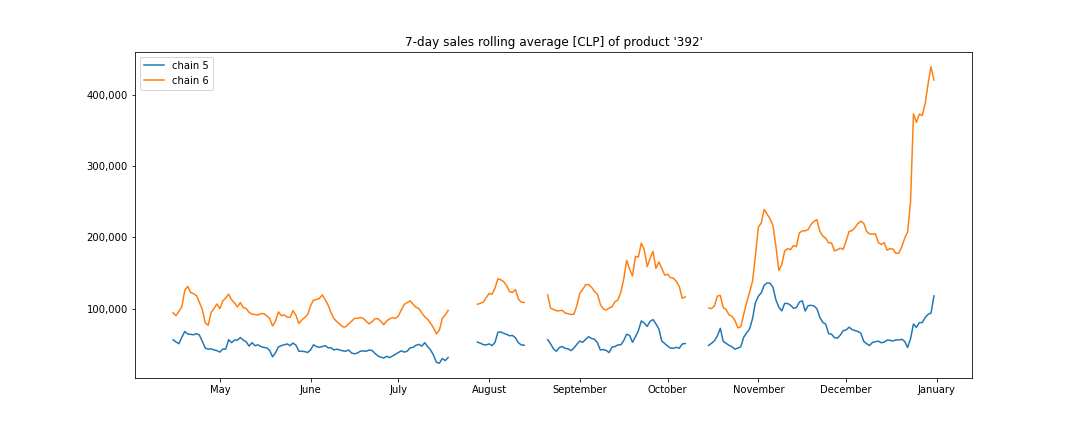 7-day sales rolling average [CLP] of product '392'
chain 5
chain 6
400,000
300,000
200,000
100,000
May June July August September October November December January